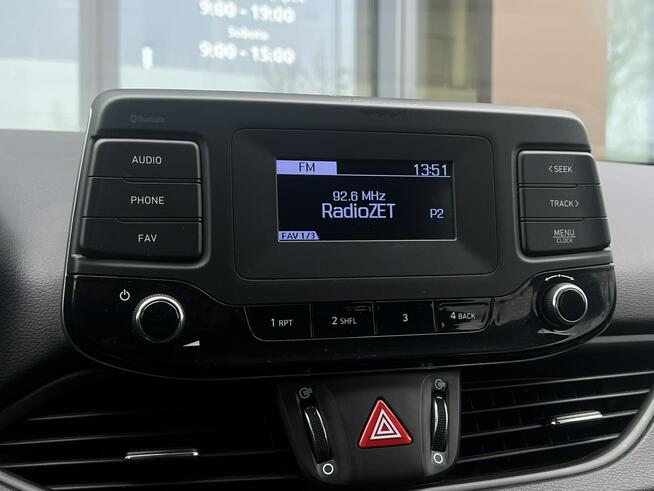 9:00 - 19:00
Sobota
9:00 - 15:00
Bluetooth
AUDIO
PHONE
FAV
FM 13:51
92.6 MHz
RadioZET P2
FAV 1/3
< SEEK
TRACK >
MENU
CLOCK
1 RPT
2 SHFL
3
4 BACK